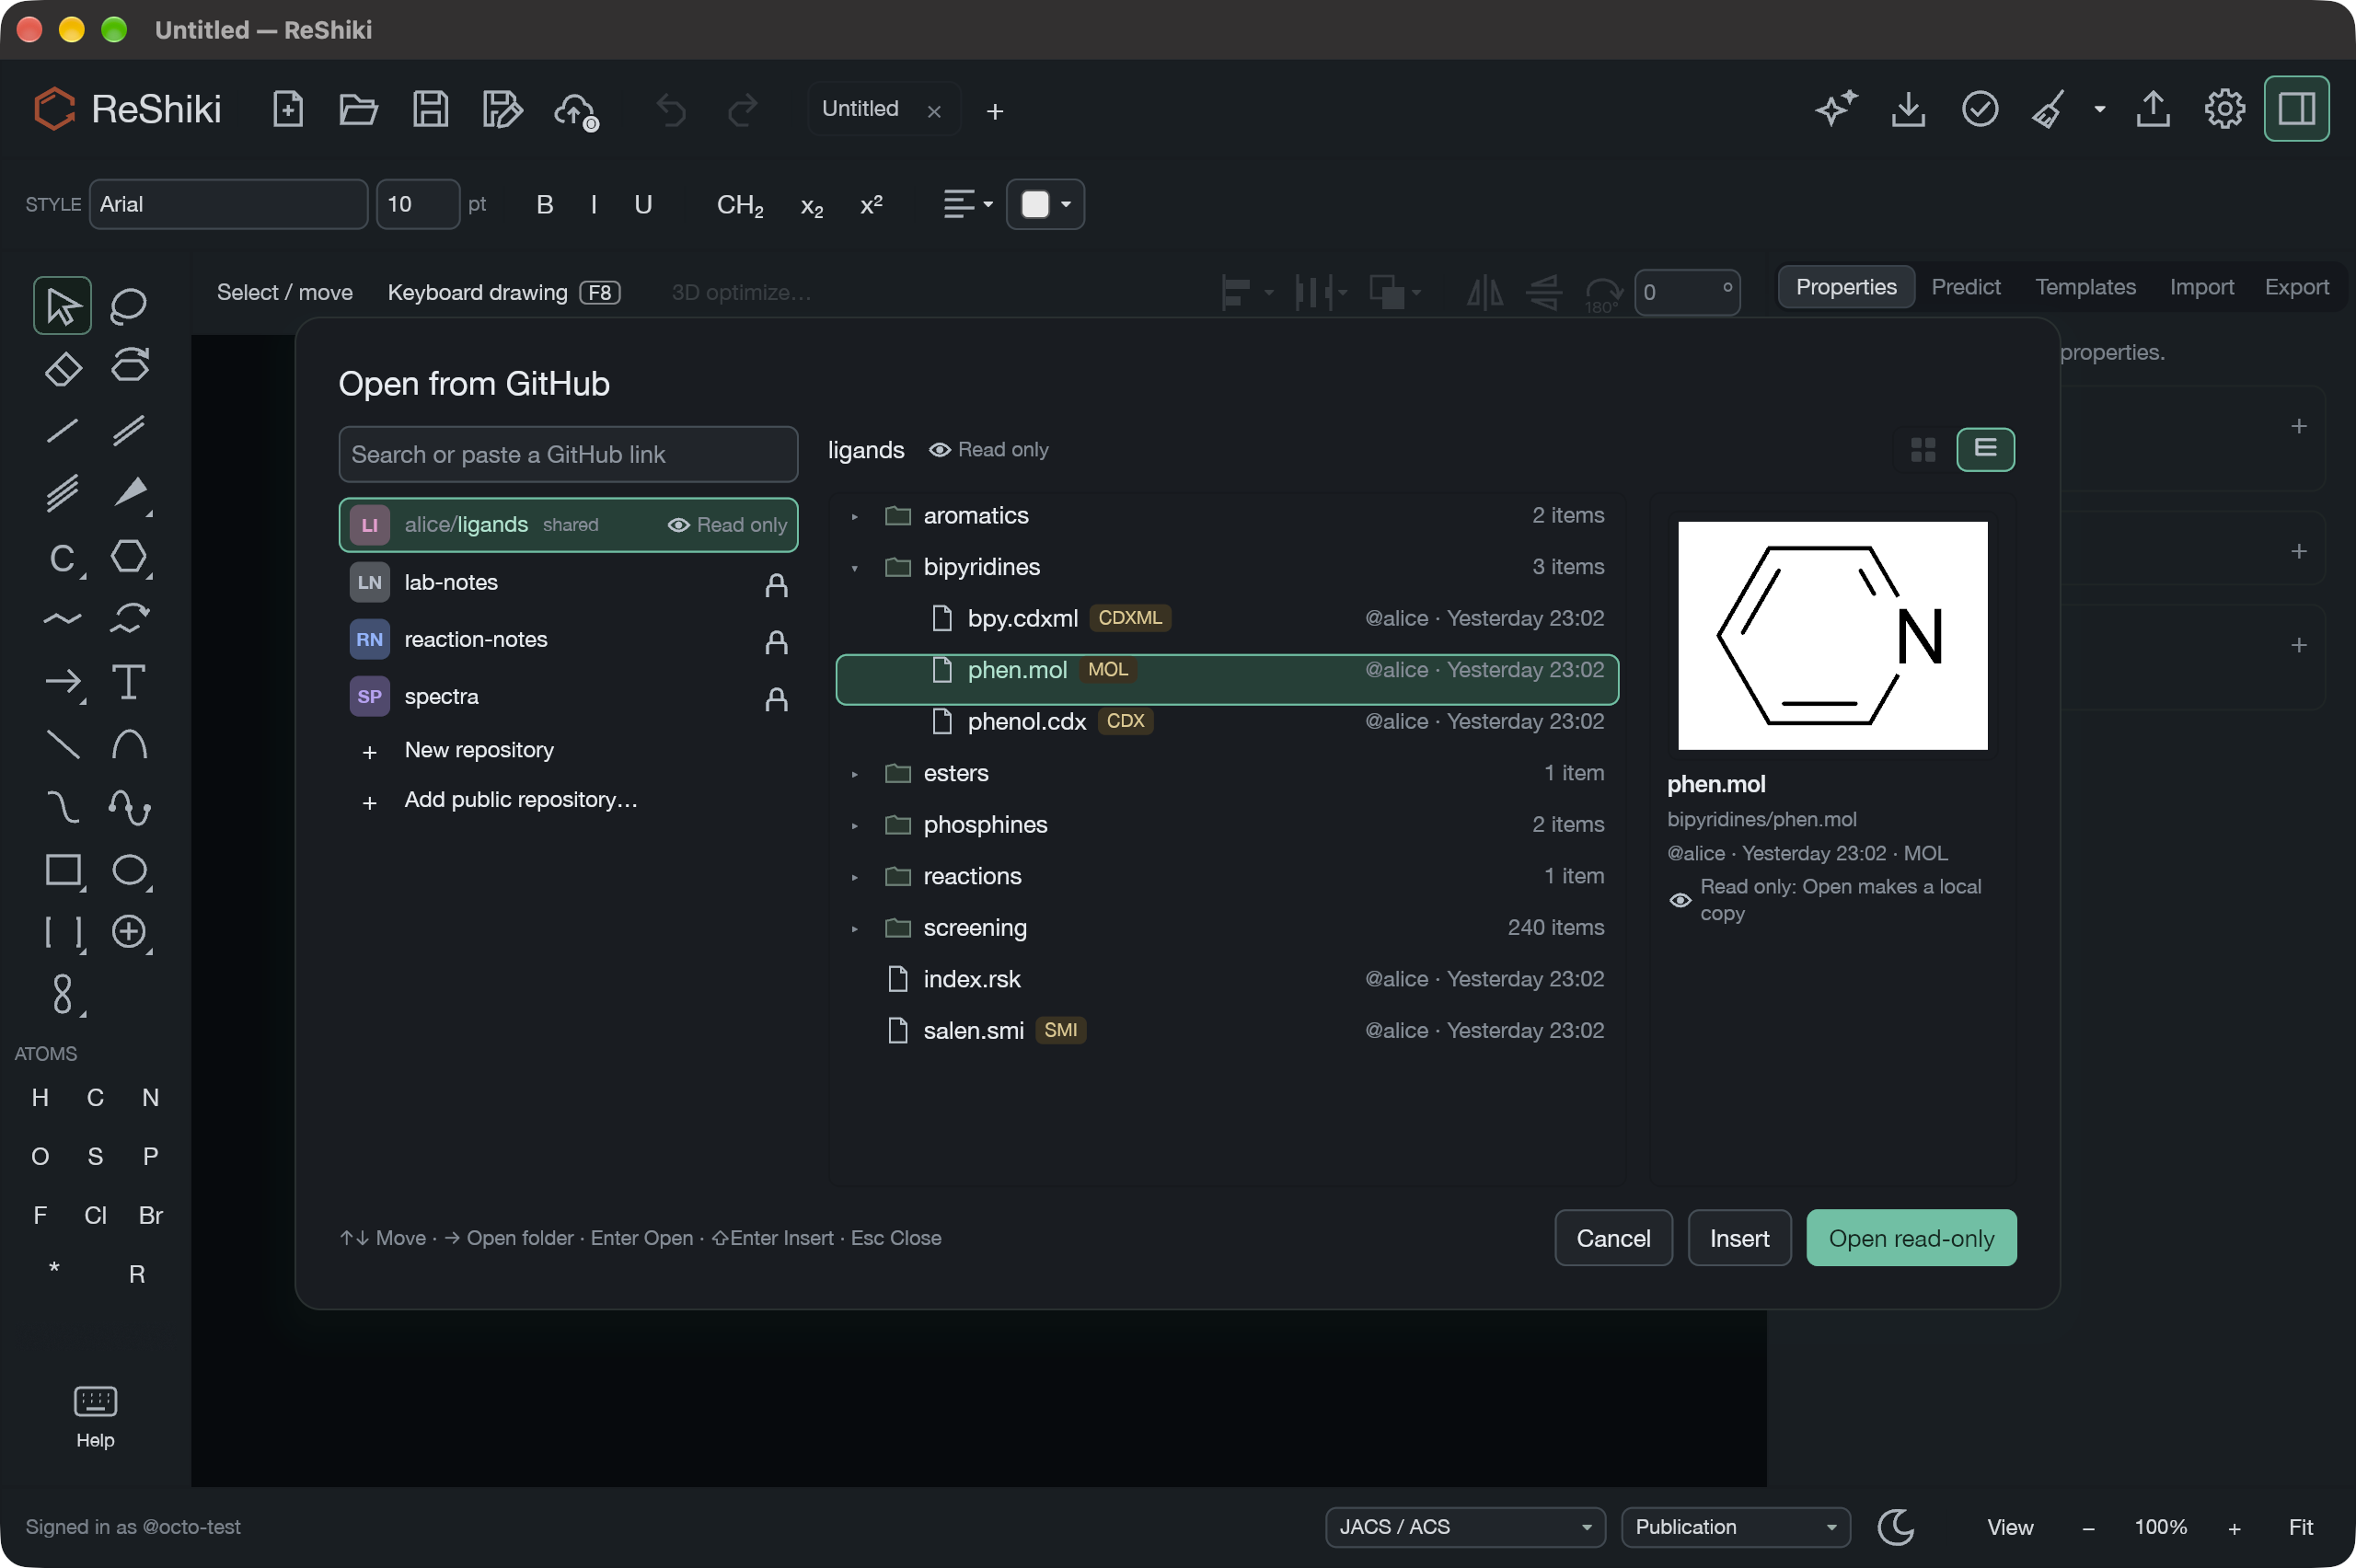 Untitled — ReShiki
ReShiki
0
Untitled
STYLE Arial 10 pt B I U CH₂ x₂ x²
Select / move Keyboard drawing F8 3D optimize… 180° 0 °
Properties Predict Templates Import Export
properties.
Open from GitHub
Search or paste a GitHub link
LI alice/ligands shared Read only
LN lab-notes
RN reaction-notes
SP spectra
+ New repository
+ Add public repository…
ligands Read only
aromatics 2 items
bipyridines 3 items
bpy.cdxml CDXML @alice · Yesterday 23:02
phen.mol MOL @alice · Yesterday 23:02
phenol.cdx CDX @alice · Yesterday 23:02
esters 1 item
phosphines 2 items
reactions 1 item
screening 240 items
index.rsk @alice · Yesterday 23:02
salen.smi SMI @alice · Yesterday 23:02
N
phen.mol
bipyridines/phen.mol
@alice · Yesterday 23:02 · MOL
Read only: Open makes a local
copy
↑↓ Move · → Open folder · Enter Open · ⇧Enter Insert · Esc Close
Cancel Insert Open read-only
C
T
ATOMS
H C N
O S P
F Cl Br
* R
Help
Signed in as @octo-test
JACS / ACS Publication View − 100% + Fit